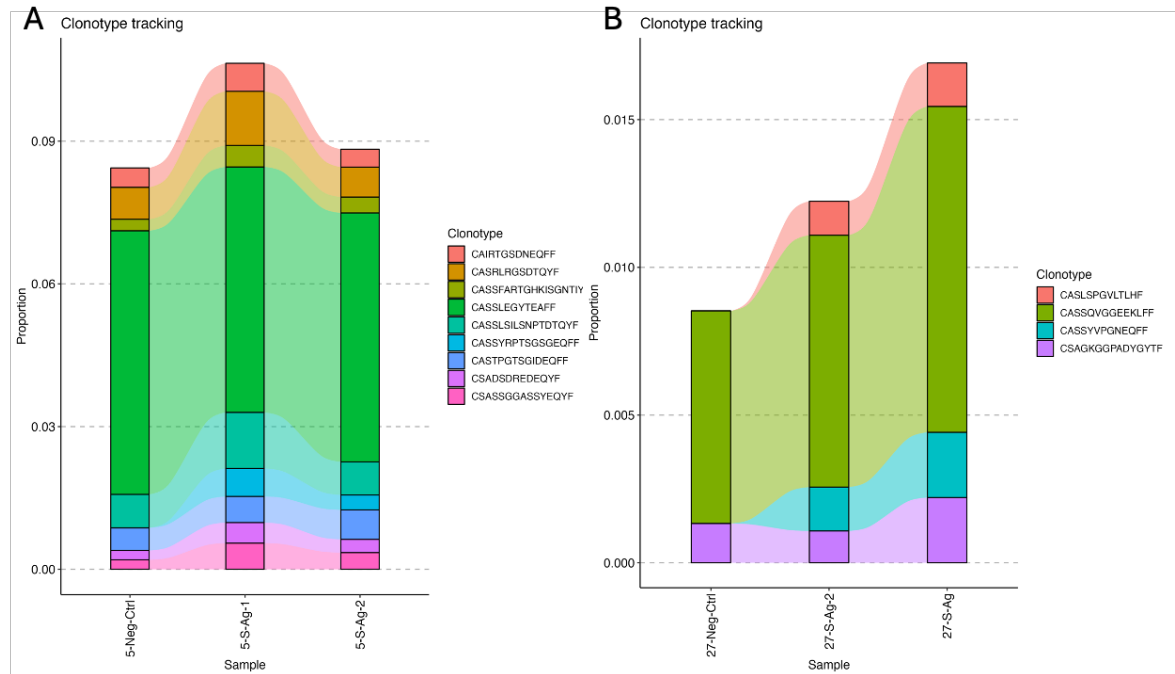 A
Clonotype tracking
Proportion
0.09
0.06
0.03
0.00
5-Neg-Ctrl
5-S-Ag-1
5-S-Ag-2
Sample
Clonotype
CAIRTGSDNEQFF
CASRLRGSDTQYF
CASSFARTGHKISGNTIY
CASSLEGYTEAFF
CASSLSILSNPTDTQYF
CASSYRPTSGSGEQFF
CASTPGTSGIDEQFF
CSADSDREDEQYF
CSASSGGASSYEQYF
B
Clonotype tracking
Proportion
0.015
0.010
0.005
0.000
27-Neg-Ctrl
27-S-Ag-2
27-S-Ag
Sample
Clonotype
CASLSPGVLTLHF
CASSQVGGEEKLFF
CASSYVPGNEQFF
CSAGKGGPADYGYTF